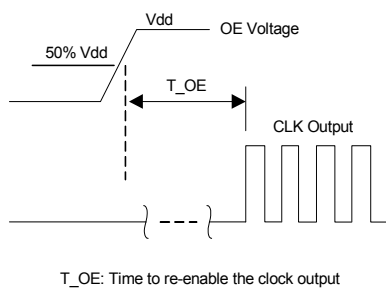 Vdd
OE Voltage
50% Vdd
T_OE
CLK Output
T_OE: Time to re-enable the clock output